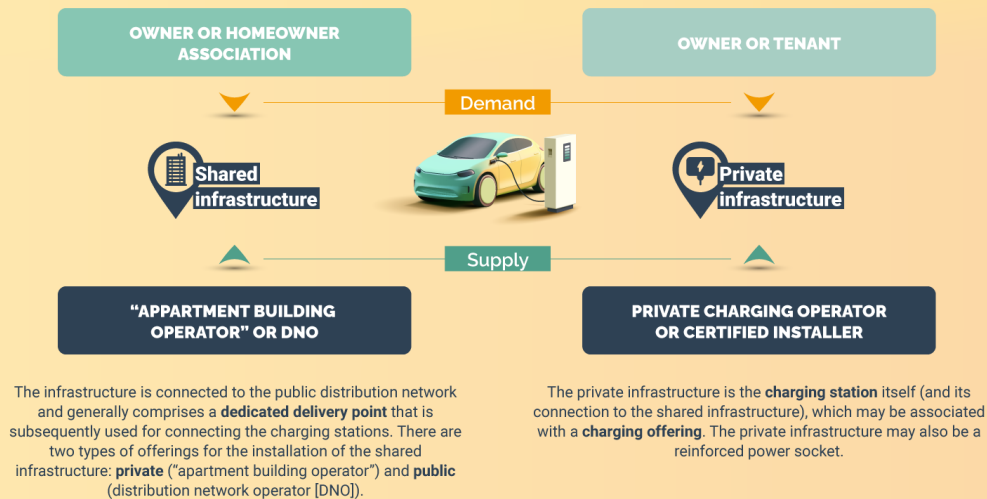 OWNER OR HOMEOWNER
ASSOCIATION
OWNER OR TENANT
Demand
Shared
infrastructure
Private
infrastructure
Supply
“APPARTMENT BUILDING
OPERATOR” OR DNO
PRIVATE CHARGING OPERATOR
OR CERTIFIED INSTALLER
The infrastructure is connected to the public distribution network
and generally comprises a dedicated delivery point that is
subsequently used for connecting the charging stations. There are
two types of offerings for the installation of the shared
infrastructure: private (“apartment building operator”) and public
(distribution network operator [DNO]).
The private infrastructure is the charging station itself (and its
connection to the shared infrastructure), which may be associated
with a charging offering. The private infrastructure may also be a
reinforced power socket.